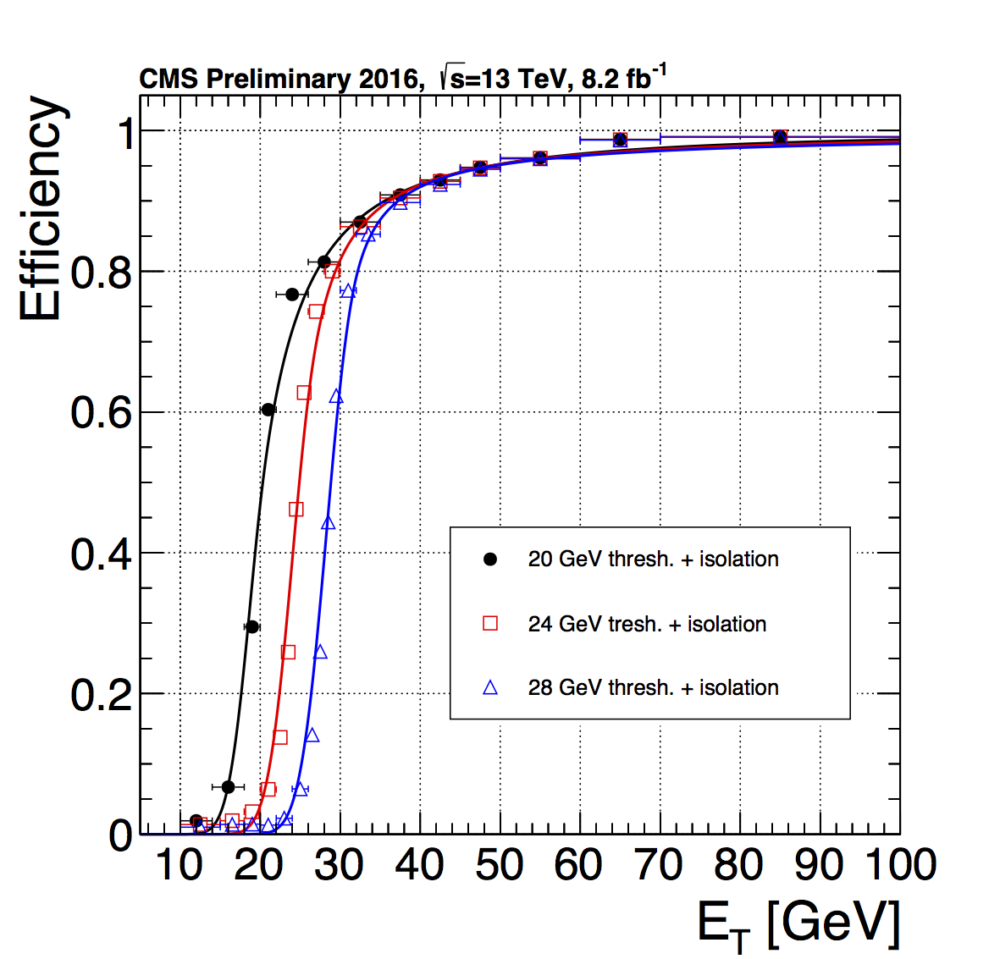 CMS Preliminary 2016, √s=13 TeV, 8.2 fb⁻¹
Efficiency
1
0.8
0.6
0.4
0.2
0
20 GeV thresh. + isolation
24 GeV tresh. + isolation
28 GeV thresh. + isolation
10 20 30 40 50 60 70 80 90 100
E_T [GeV]